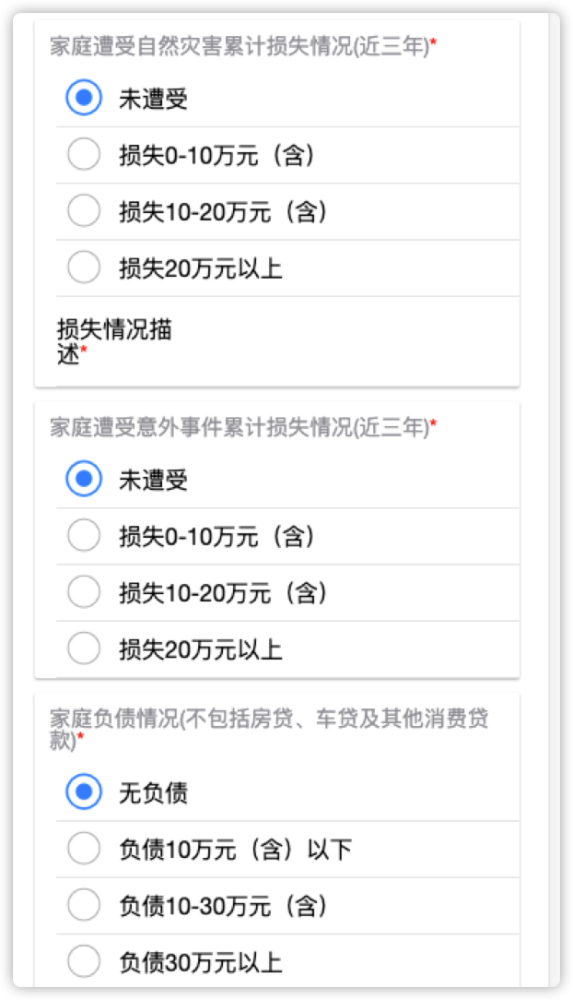 家庭遭受自然灾害累计损失情况(近三年)*
未遭受
损失0-10万元（含）
损失10-20万元（含）
损失20万元以上
损失情况描
述*
家庭遭受意外事件累计损失情况(近三年)*
未遭受
损失0-10万元（含）
损失10-20万元（含）
损失20万元以上
家庭负债情况(不包括房贷、车贷及其他消费贷
款)*
无负债
负债10万元（含）以下
负债10-30万元（含）
负债30万元以上